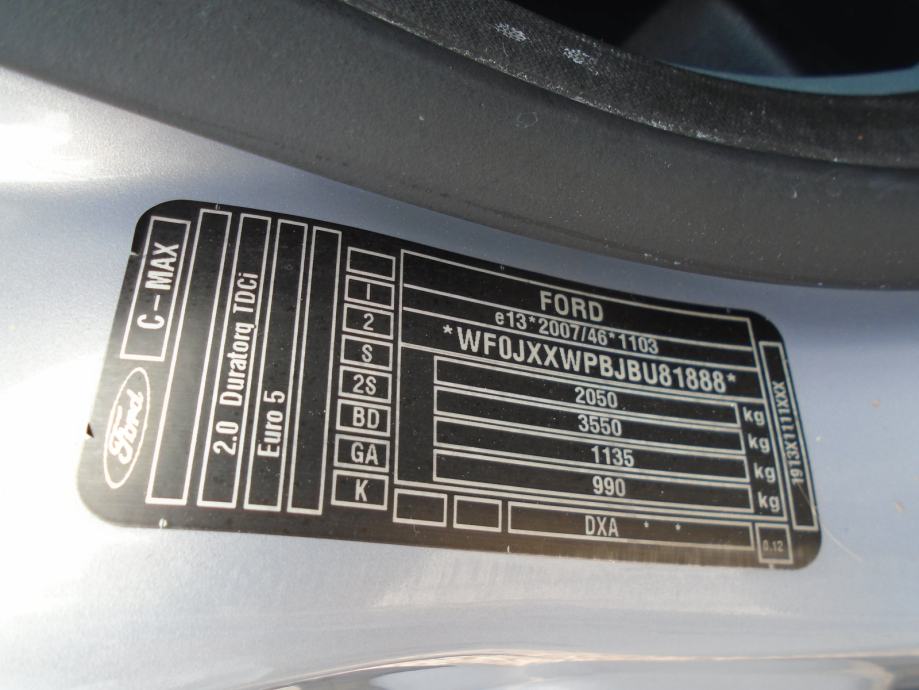 Ford
C-MAX
2.0 Duratorq TDCi
Euro 5
-
2
S
2S
BD
GA
K
FORD
e13*2007/46*1103
*WF0JXXWPBJBU81888*
2050 kg
3550 kg
1135 kg
990 kg
DXA * *
1913X1111XXX